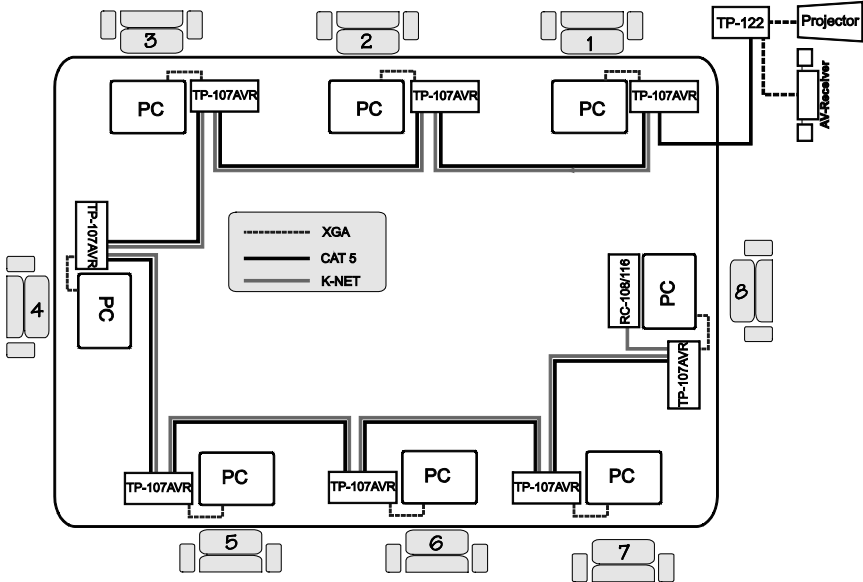 3
2
1
TP-122
Projector
AV-Receiver
PC
TP-107AVR
PC
TP-107AVR
PC
TP-107AVR
TP-107AVR
XGA
CAT 5
K-NET
4
PC
RC-108/116
PC
8
TP-107AVR
TP-107AVR
PC
TP-107AVR
PC
TP-107AVR
PC
5
6
7